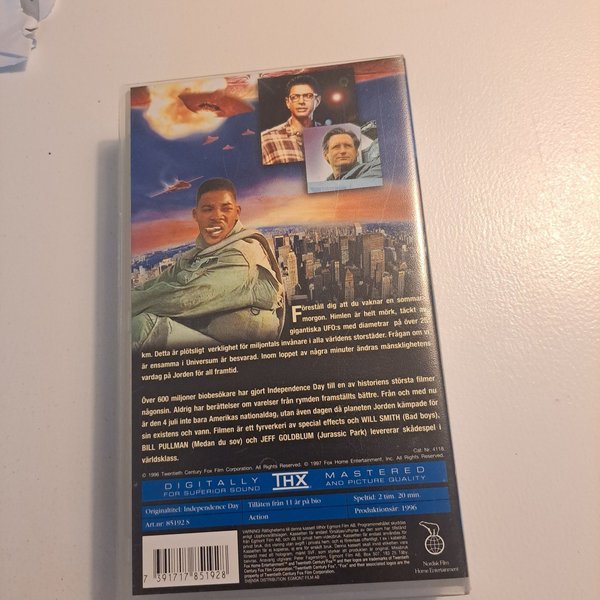 Föreställ dig att du vaknar en sommar-
morgon. Himlen är helt mörk, täckt av
gigantiska UFO:s med diametrar på över 25
km. Detta är plötsligt verklighet för miljontals invånare i alla världens storstäder. Frågan om vi
är ensamma i Universum är besvarad. Inom loppet av några minuter ändras mänsklighetens
vardag på Jorden för all framtid.
Över 600 miljoner biobesökare har gjort Independence Day till en av historiens största filmer
någonsin. Aldrig har berättelser om varelser från rymden framställts bättre. Från och med nu
är den 4 juli inte bara Amerikas nationaldag, utan även dagen då planeten Jorden kämpade för
sin existens och vann. Filmen är ett fyrverkeri av special effects och WILL SMITH (Bad boys),
BILL PULLMAN (Medan du sov) och JEFF GOLDBLUM (Jurassic Park) levererar skådespel i
världsklass.
Cat: Nr. 4118
© 1996 Twentieth Century Fox Film Corporation. All Rights Reserved. © 1997 Fox Home Entertainment, Inc. All Rights Reserved.
DIGITALLY THX MASTERED
FOR SUPERIOR SOUND AND PICTURE QUALITY
Originaltitel: Independence Day Tillåten från 11 år på bio Speltid: 2 tim. 20 min.
Art.nr: 85192 8 Action Produktionsår: 1996
7 391717 851928
Nordisk Film
Home Entertainment